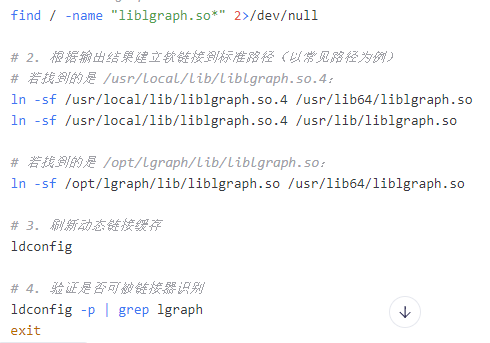 find / -name "liblgraph.so*" 2>/dev/null
# 2. 根据输出结果建立软链接到标准路径（以常见路径为例）
# 若找到的是 /usr/local/lib/liblgraph.so.4：
ln -sf /usr/local/lib/liblgraph.so.4 /usr/lib64/liblgraph.so
ln -sf /usr/local/lib/liblgraph.so.4 /usr/lib/liblgraph.so
# 若找到的是 /opt/lgraph/lib/liblgraph.so：
ln -sf /opt/lgraph/lib/liblgraph.so /usr/lib64/liblgraph.so
# 3. 刷新动态链接缓存
ldconfig
# 4. 验证是否可被链接器识别
ldconfig -p | grep lgraph
exit